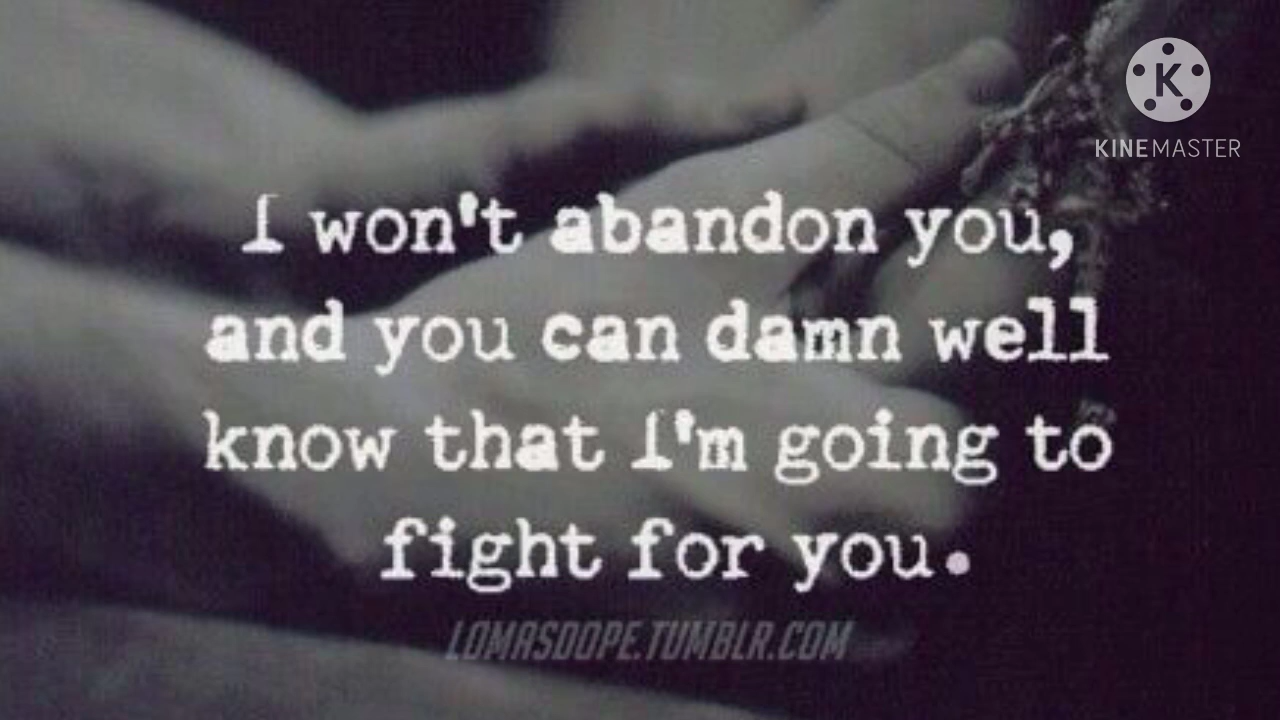 K
KINEMASTER
I won't abandon you,
and you can damn well
know that I'm going to
fight for you.
LOMASDOPE.TUMBLR.COM